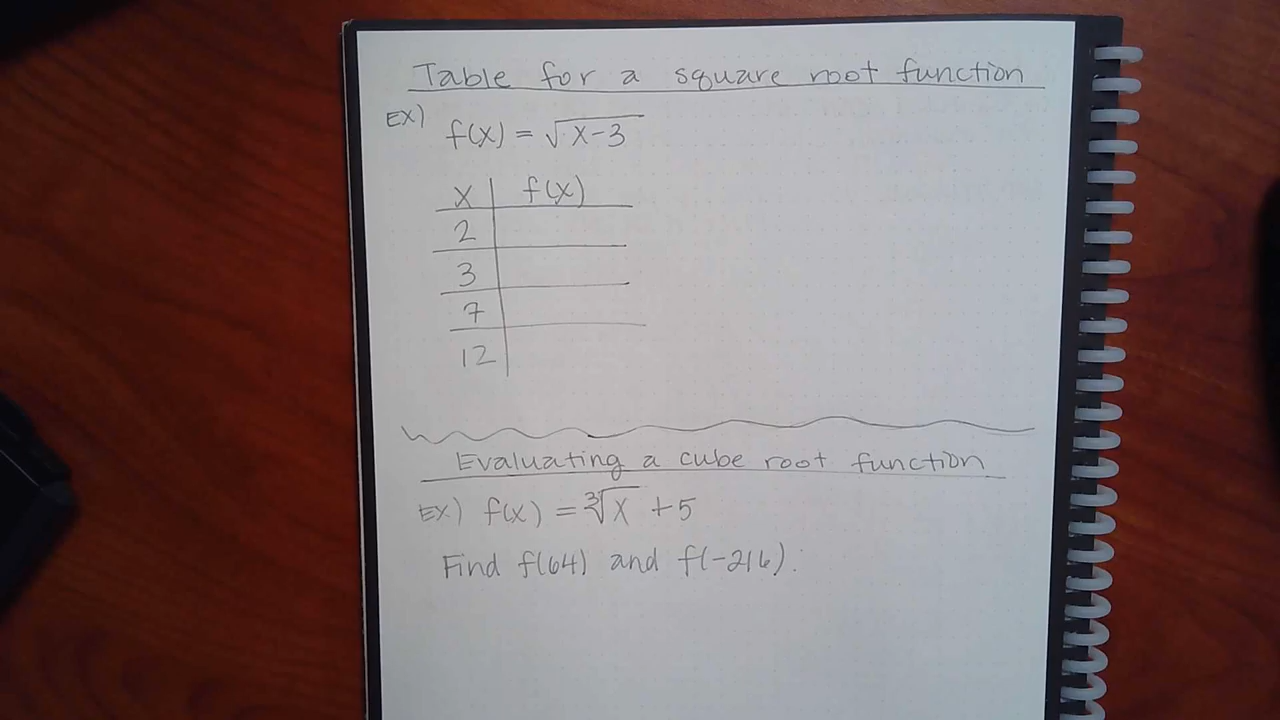 Table for a square root function
EX) f(x) = √x-3
x f(x)
2
3
7
12
Evaluating a cube root function
EX.) f(x) = ∛x + 5
Find f(64) and f(-216).